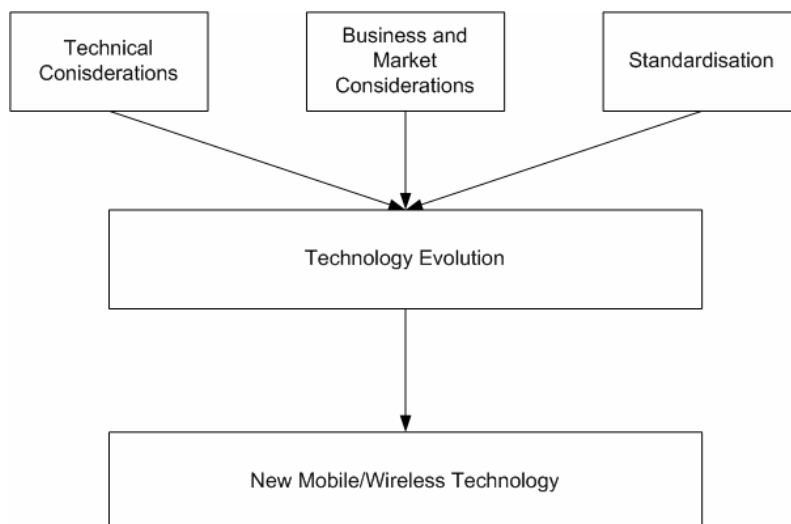 Technical
Conisderations
Business and
Market
Considerations
Standardisation
Technology Evolution
New Mobile/Wireless Technology